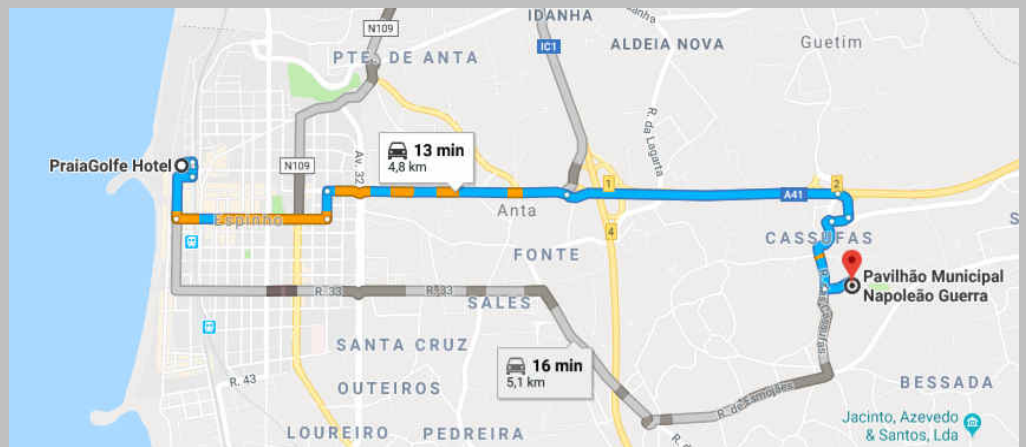 IDANHA
N109
IC1
ALDEIA NOVA
Guetim
PTE. DE ANTA
R. da Lagarta
13 min
4,8 km
PraiaGolfe Hotel
N109
Av. 32
1
2
A41
Anta
Espinho
4
CASSUFAS
FONTE
Pavilhão Municipal
Napoleão Guerra
R. 33
R. 33
SALES
SANTA CRUZ
16 min
5,1 km
R. 43
OUTEIROS
R. de Esmojães
BESSADA
LOUREIRO
PEDREIRA
Jacinto, Azevedo
& Santos, Lda